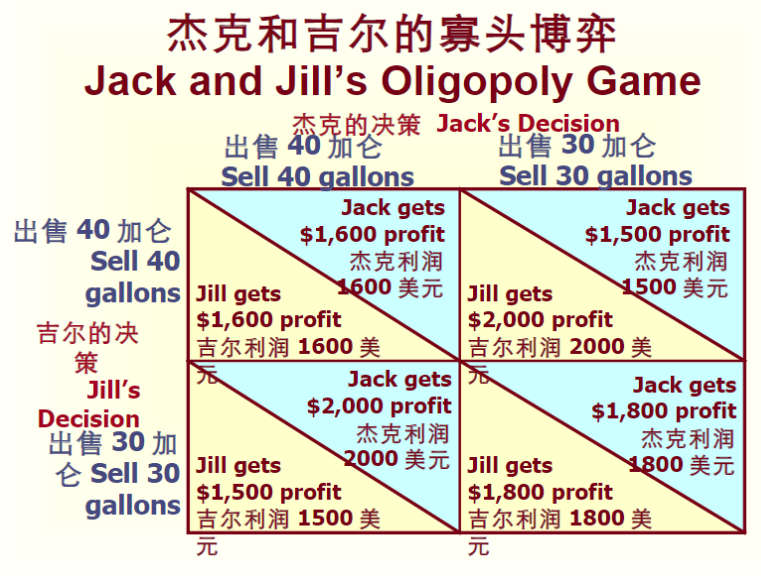 杰克和吉尔的寡头博弈
Jack and Jill’s Oligopoly Game
杰克的决策 Jack’s Decision
出售 40 加仑
Sell 40 gallons
出售 30 加仑
Sell 30 gallons
出售 40 加仑
Sell 40
gallons
吉尔的决
策
Jill’s
Decision
出售 30 加
仑 Sell 30
gallons
Jack gets
$1,600 profit
杰克利润
1600 美元
Jill gets
$1,600 profit
吉尔利润 1600 美
元
Jack gets
$1,500 profit
杰克利润
1500 美元
Jill gets
$2,000 profit
吉尔利润 2000 美
元
Jack gets
$2,000 profit
杰克利润
2000 美元
Jill gets
$1,500 profit
吉尔利润 1500 美
元
Jack gets
$1,800 profit
杰克利润
1800 美元
Jill gets
$1,800 profit
吉尔利润 1800 美
元